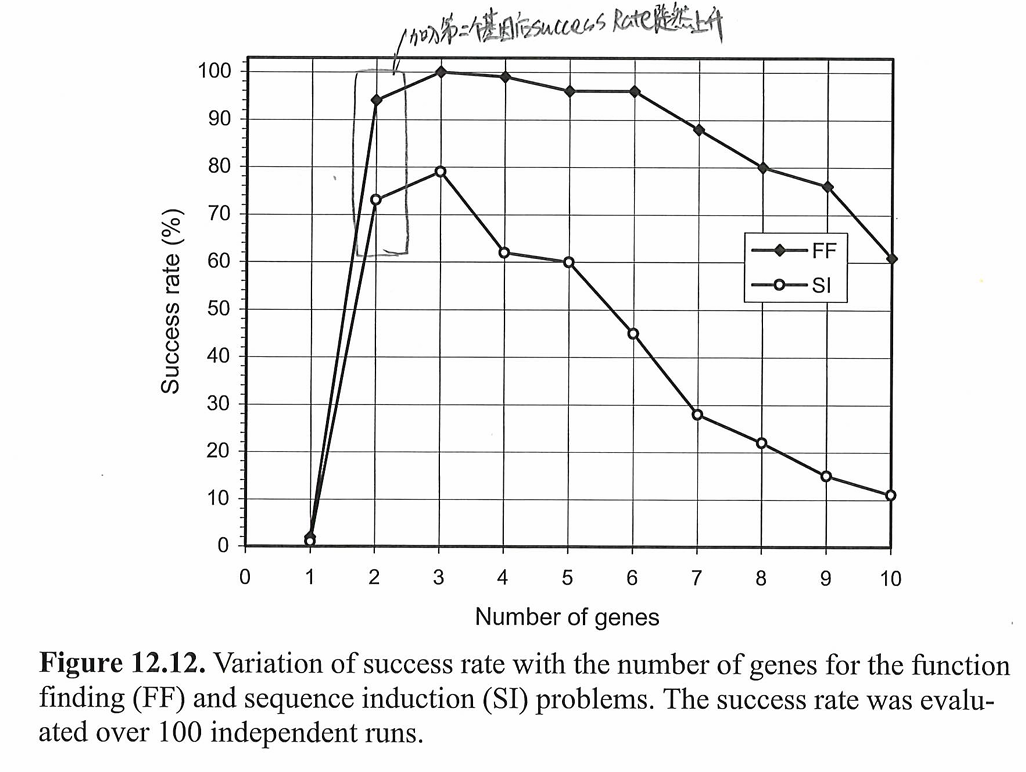 加入第二个基因后success Rate陡然上升
100
90
80
70
60
50
40
30
20
10
0
Success rate (%)
FF
SI
0 1 2 3 4 5 6 7 8 9 10
Number of genes
Figure 12.12. Variation of success rate with the number of genes for the function
finding (FF) and sequence induction (SI) problems. The success rate was evalu-
ated over 100 independent runs.